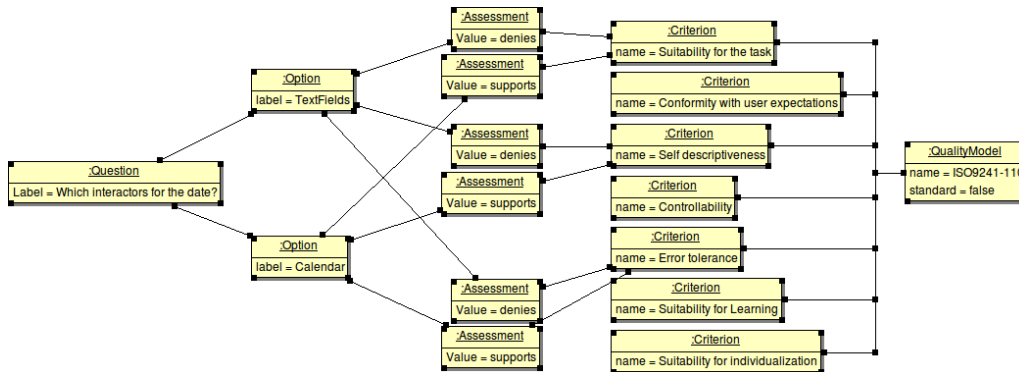 :Question
Label = Which interactors for the date?
:Option
label = TextFields
:Option
label = Calendar
:Assessment
Value = denies
:Assessment
Value = supports
:Assessment
Value = denies
:Assessment
Value = supports
:Assessment
Value = denies
:Assessment
Value = supports
:Criterion
name = Suitability for the task
:Criterion
name = Conformity with user expectations
:Criterion
name = Self descriptiveness
:Criterion
name = Controllability
:Criterion
name = Error tolerance
:Criterion
name = Suitability for Learning
:Criterion
name = Suitability for individualization
:QualityModel
name = ISO9241-110
standard = false